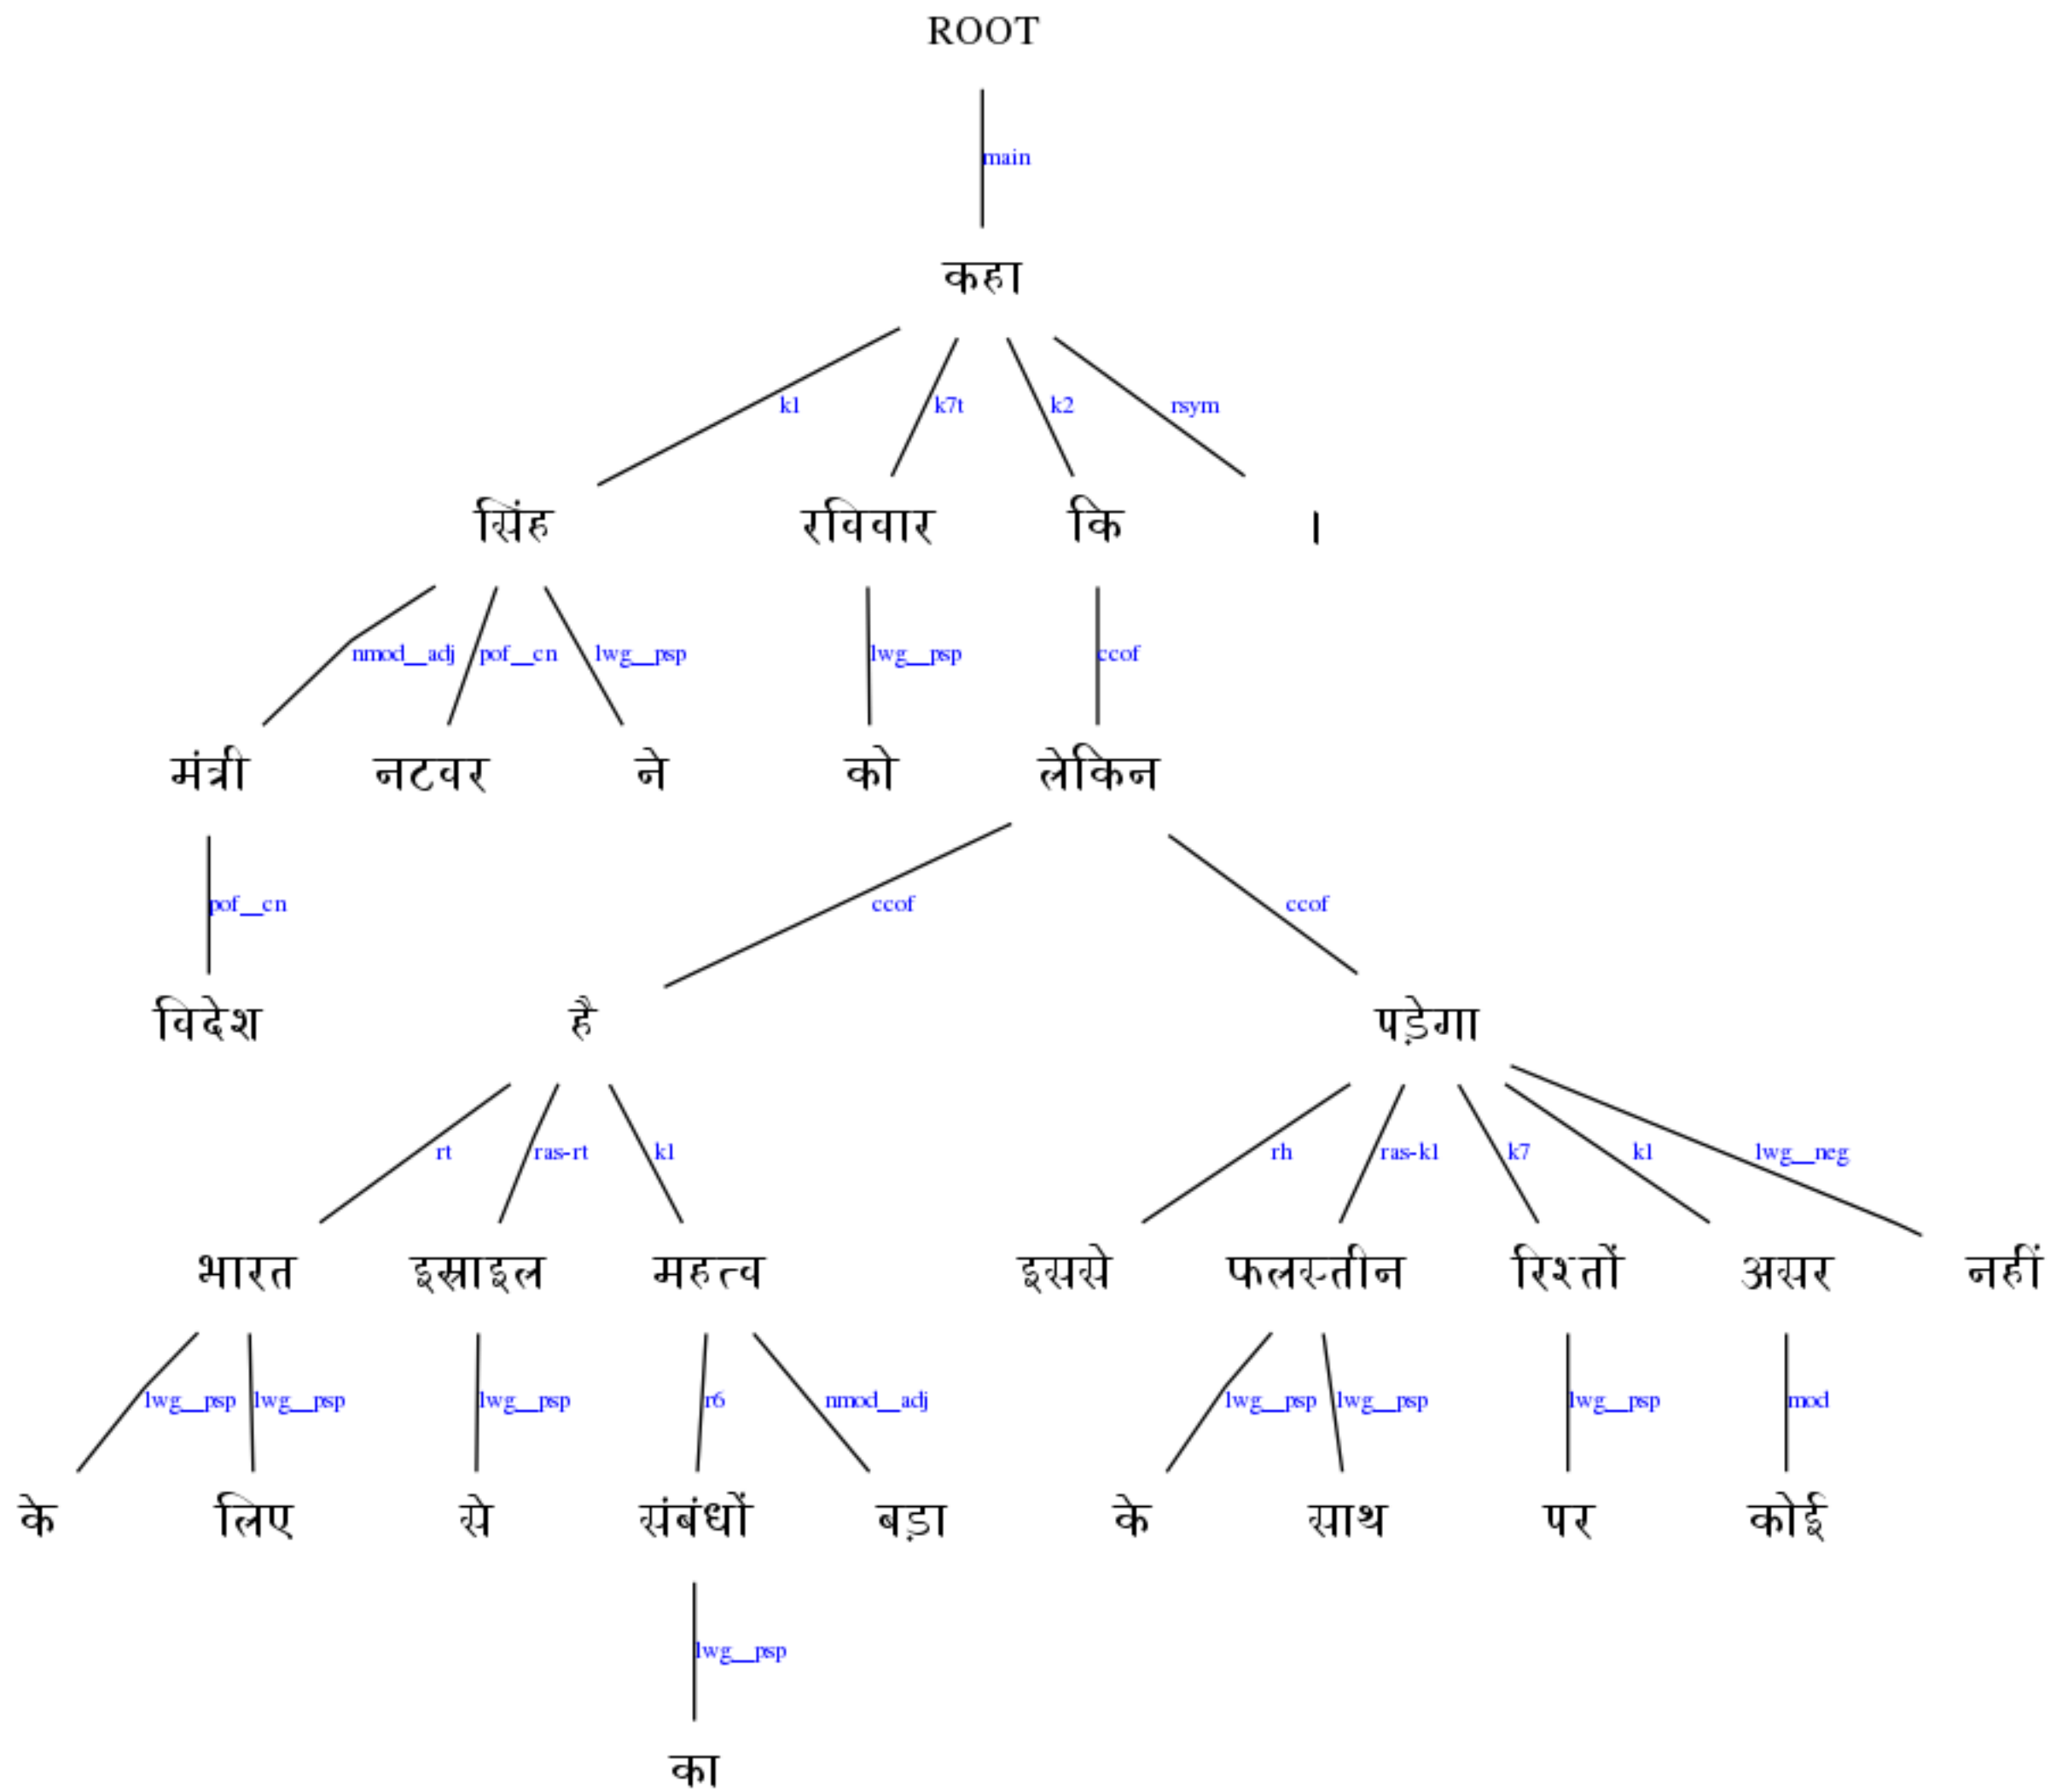 ROOT
main
कहा
k1 k7t k2 rsym
सिंह रविवार कि ।
nmod__adj pof__cn lwg__psp lwg__psp ccof
मंत्री नटवर ने को लेकिन
pof__cn ccof ccof
विदेश है पड़ेगा
rt ras-rt k1 rh ras-k1 k7 k1 lwg__neg
भारत इस्राइल महत्व इससे फलस्तीन रिश्तों असर नहीं
lwg__psp lwg__psp lwg__psp r6 nmod__adj lwg__psp lwg__psp lwg__psp mod
के लिए से संबंधों बड़ा के साथ पर कोई
lwg__psp
का